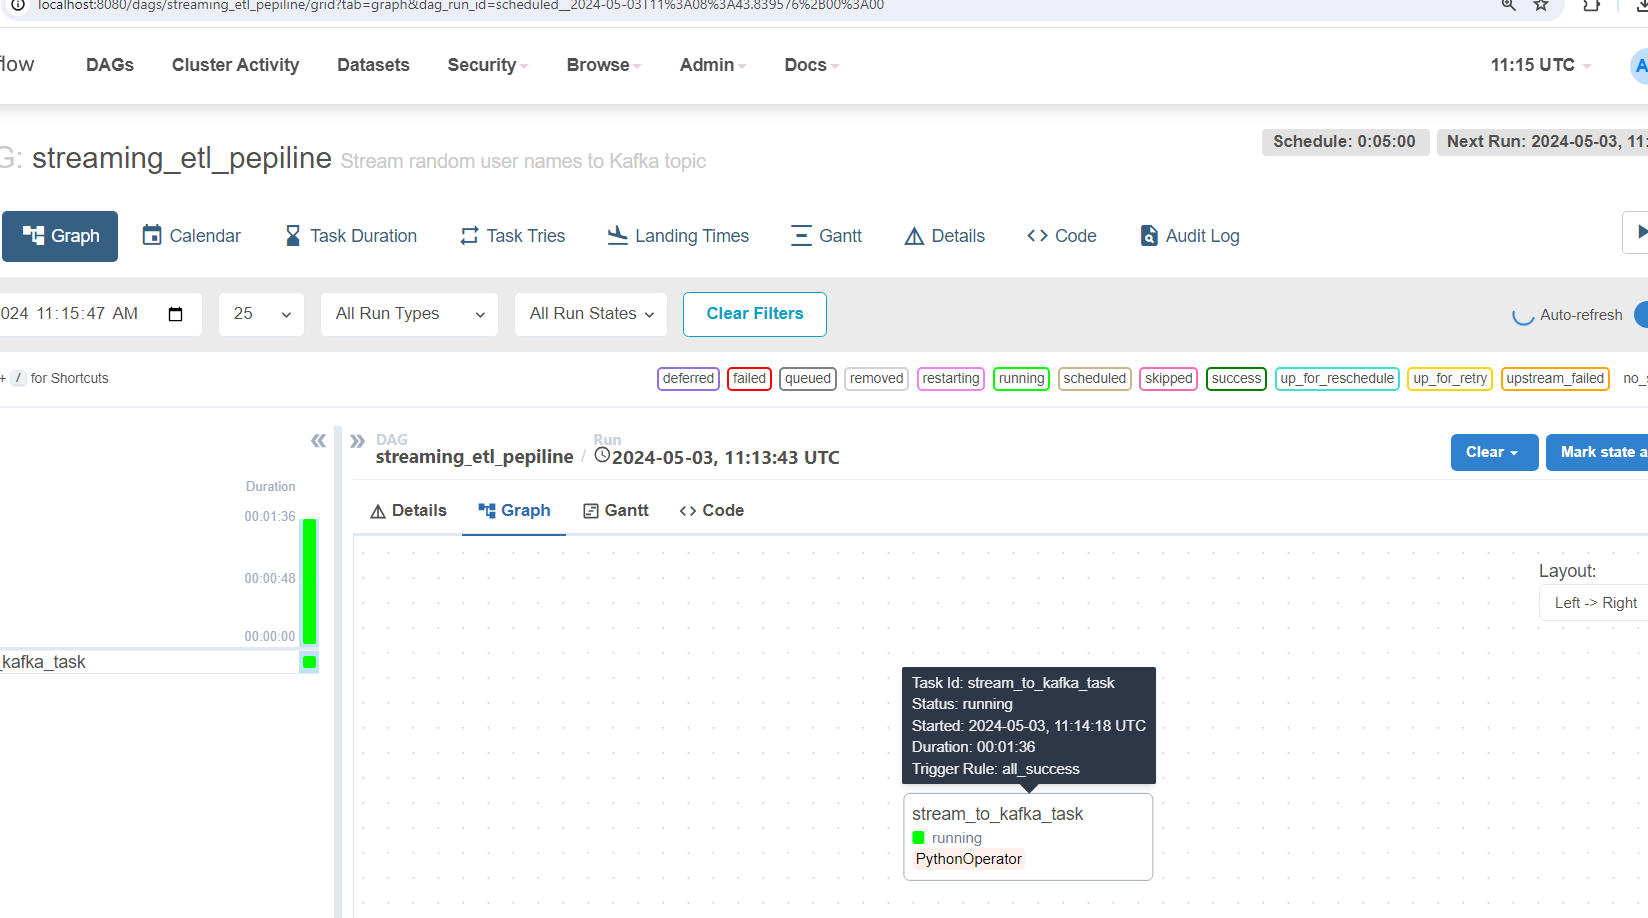 localhost:8080/dags/streaming_etl_pepiline/grid?tab=graph&dag_run_id=scheduled__2024-05-03T11%3A08%3A43.839576%2B00%3A00
flow DAGs Cluster Activity Datasets Security Browse Admin Docs 11:15 UTC A
G: streaming_etl_pepiline Stream random user names to Kafka topic
Schedule: 0:05:00 Next Run: 2024-05-03, 11:
Graph Calendar Task Duration Task Tries Landing Times Gantt Details Code Audit Log
024 11:15:47 AM 25 All Run Types All Run States Clear Filters Auto-refresh
+ / for Shortcuts deferred failed queued removed restarting running scheduled skipped success up_for_reschedule up_for_retry upstream_failed no_s
DAG Run
streaming_etl_pepiline / 2024-05-03, 11:13:43 UTC
Clear Mark state a
Duration
00:01:36
00:00:48
00:00:00
_kafka_task
Details Graph Gantt Code
Layout:
Left -> Right
Task Id: stream_to_kafka_task
Status: running
Started: 2024-05-03, 11:14:18 UTC
Duration: 00:01:36
Trigger Rule: all_success
stream_to_kafka_task
running
PythonOperator